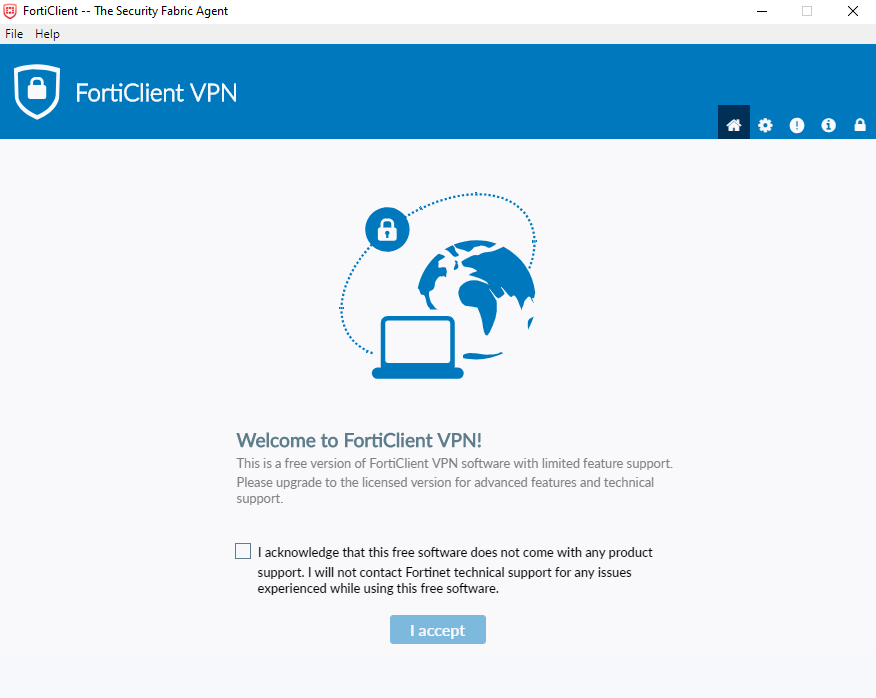 FortiClient -- The Security Fabric Agent
File Help
FortiClient VPN
Welcome to FortiClient VPN!
This is a free version of FortiClient VPN software with limited feature support.
Please upgrade to the licensed version for advanced features and technical
support.
I acknowledge that this free software does not come with any product
support. I will not contact Fortinet technical support for any issues
experienced while using this free software.
I accept